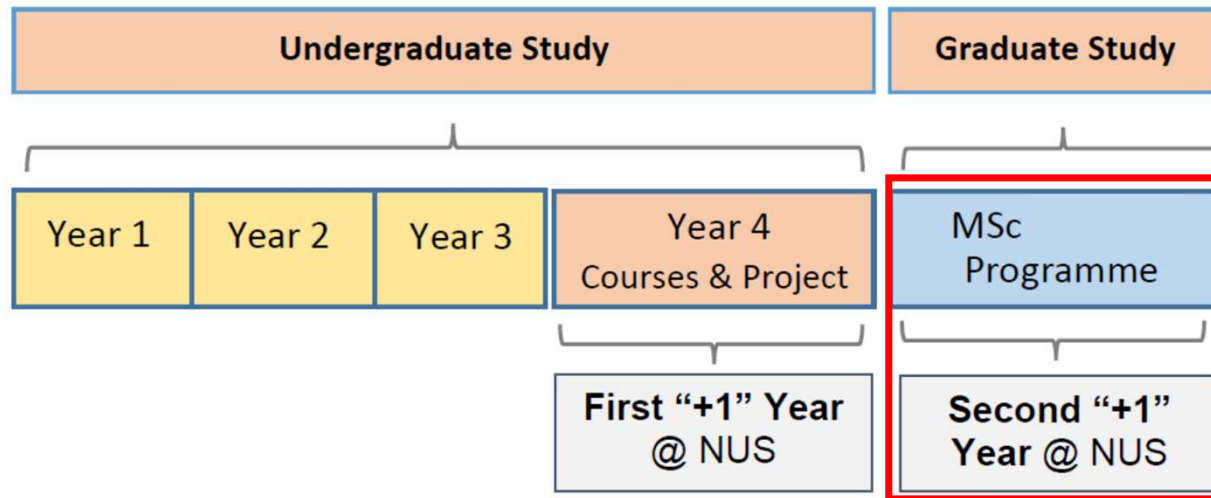 Undergraduate Study
Graduate Study
Year 1
Year 2
Year 3
Year 4
Courses & Project
MSc
Programme
First “+1” Year
@ NUS
Second “+1”
Year @ NUS